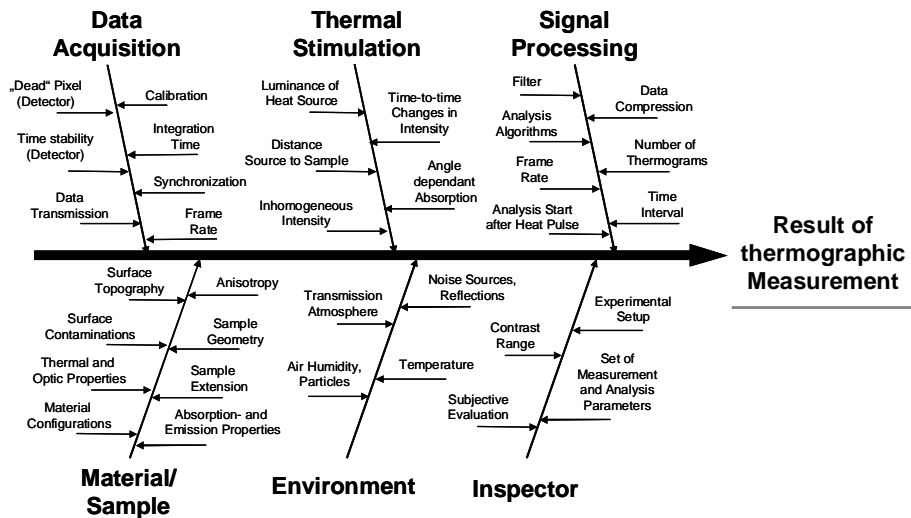 Data
Acquisition
Thermal
Stimulation
Signal
Processing
„Dead“ Pixel
(Detector)
Calibration
Time stability
(Detector)
Integration
Time
Synchronization
Data
Transmission
Frame
Rate
Luminance of
Heat Source
Time-to-time
Changes in
Intensity
Distance
Source to Sample
Angle
dependant
Absorption
Inhomogeneous
Intensity
Filter
Data
Compression
Analysis
Algorithms
Number of
Thermograms
Frame
Rate
Time
Interval
Analysis Start
after Heat Pulse
Result of
thermographic
Measurement
Surface
Topography
Anisotropy
Surface
Contaminations
Sample
Geometry
Thermal and
Optic Properties
Sample
Extension
Material
Configurations
Absorption- and
Emission Properties
Transmission
Atmosphere
Noise Sources,
Reflections
Air Humidity,
Particles
Temperature
Experimental
Setup
Contrast
Range
Set of
Measurement
and Analysis
Parameters
Subjective
Evaluation
Material/
Sample
Environment
Inspector